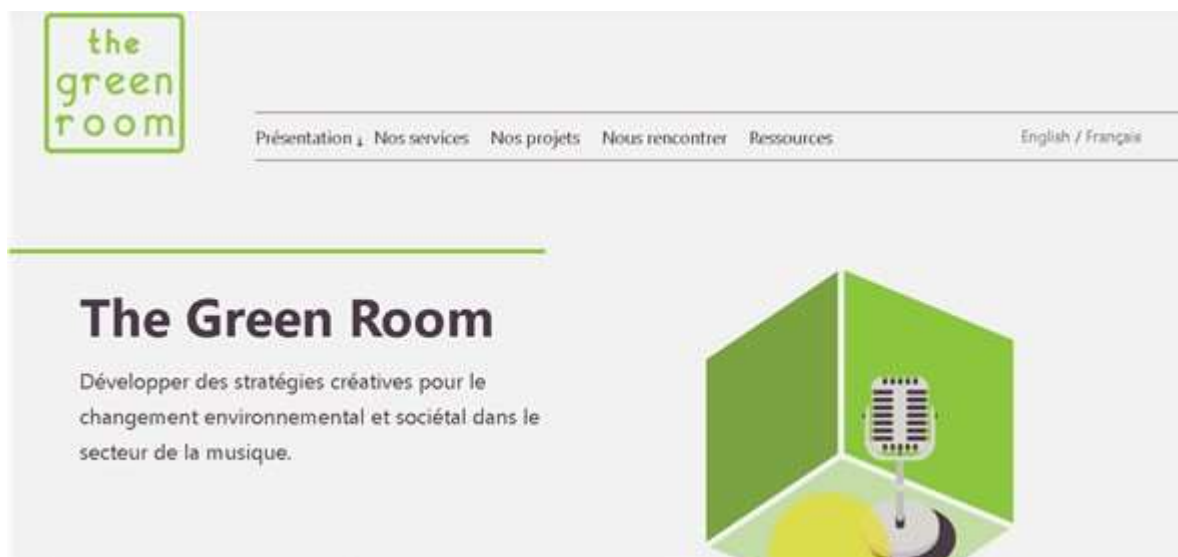 the
green
room
Présentation ↓ Nos services Nos projets Nous rencontrer Ressources English / Français
The Green Room
Développer des stratégies créatives pour le
changement environnemental et sociétal dans le
secteur de la musique.